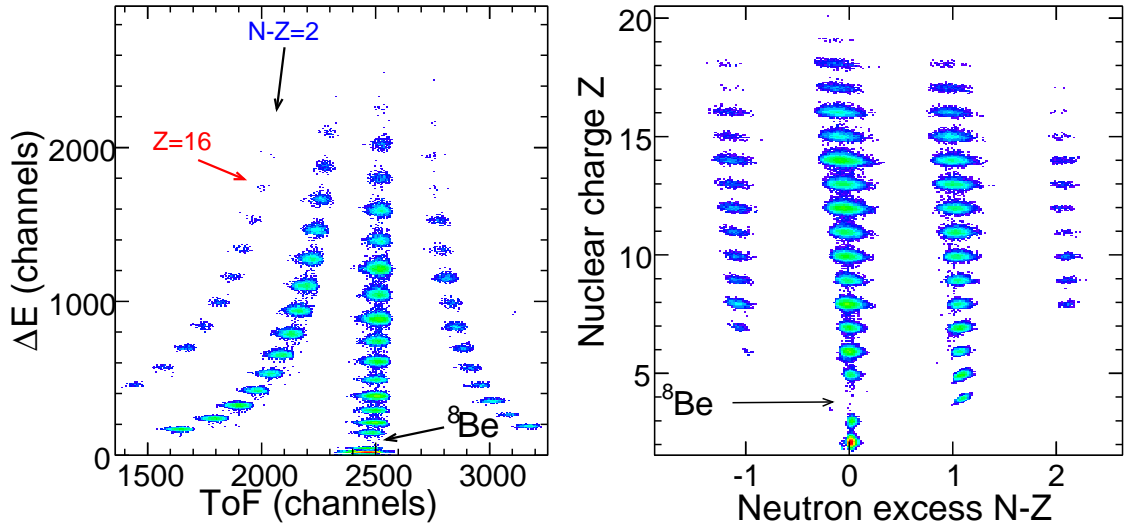 N-Z=2
Z=16
⁸Be
ΔE (channels)
0
1000
2000
1500
2000
2500
3000
ToF (channels)
20
15
10
5
⁸Be
Nuclear charge Z
-1
0
1
2
Neutron excess N-Z